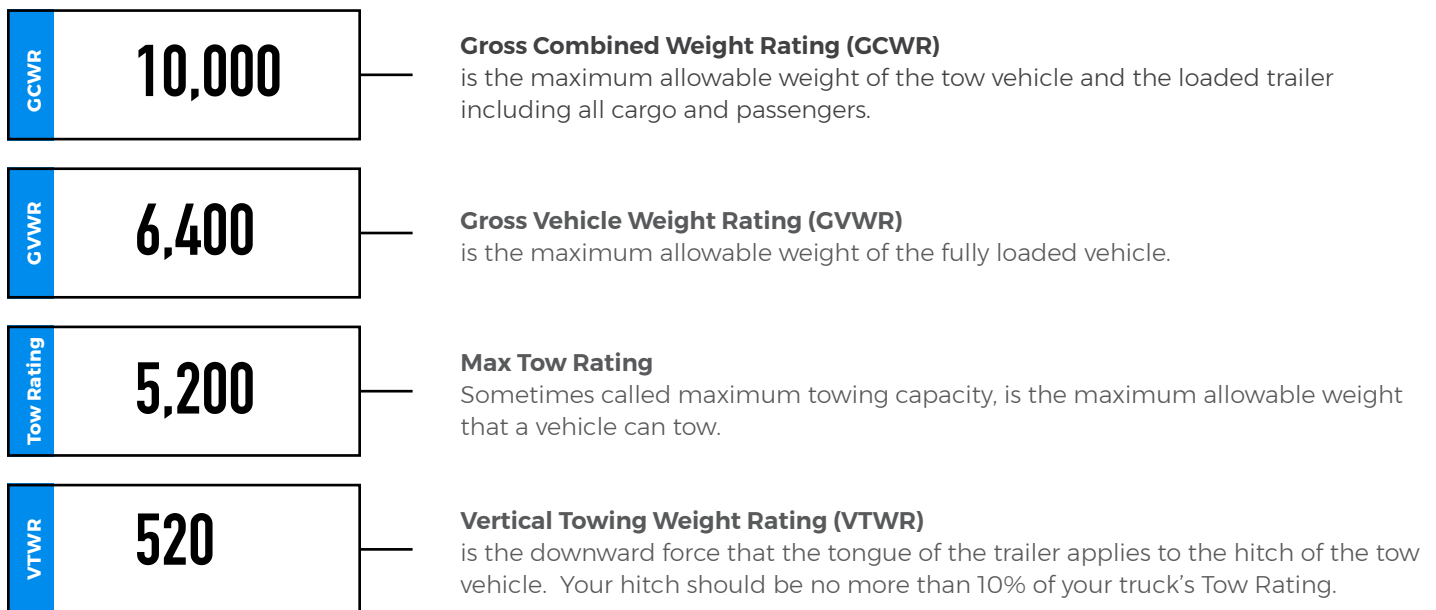 GCWR
10,000
Gross Combined Weight Rating (GCWR)
is the maximum allowable weight of the tow vehicle and the loaded trailer
including all cargo and passengers.
GVWR
6,400
Gross Vehicle Weight Rating (GVWR)
is the maximum allowable weight of the fully loaded vehicle.
Tow Rating
5,200
Max Tow Rating
Sometimes called maximum towing capacity, is the maximum allowable weight
that a vehicle can tow.
VTWR
520
Vertical Towing Weight Rating (VTWR)
is the downward force that the tongue of the trailer applies to the hitch of the tow
vehicle.  Your hitch should be no more than 10% of your truck's Tow Rating.